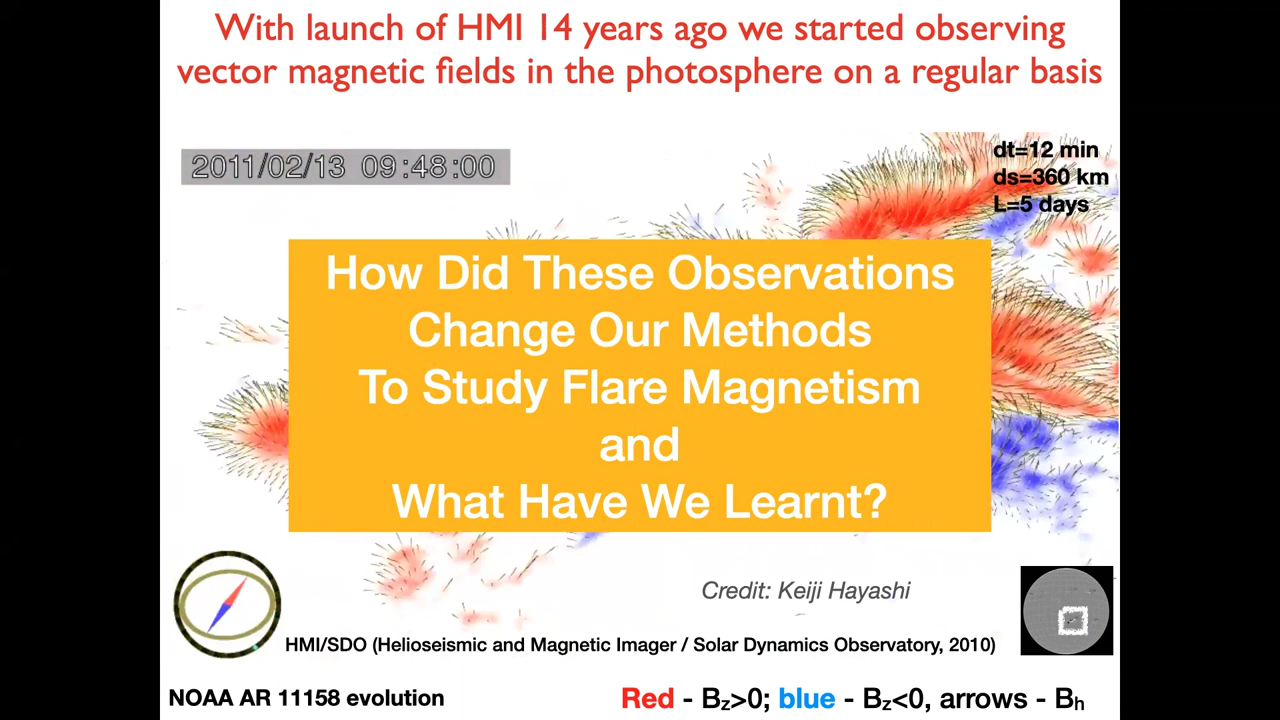 With launch of HMI 14 years ago we started observing
vector magnetic fields in the photosphere on a regular basis
2011/02/13 09:48:00
dt=12 min
ds=360 km
L=5 days
How Did These Observations
Change Our Methods
To Study Flare Magnetism
and
What Have We Learnt?
Credit: Keiji Hayashi
HMI/SDO (Helioseismic and Magnetic Imager / Solar Dynamics Observatory, 2010)
NOAA AR 11158 evolution
Red - Bz>0; blue - Bz<0, arrows - Bh